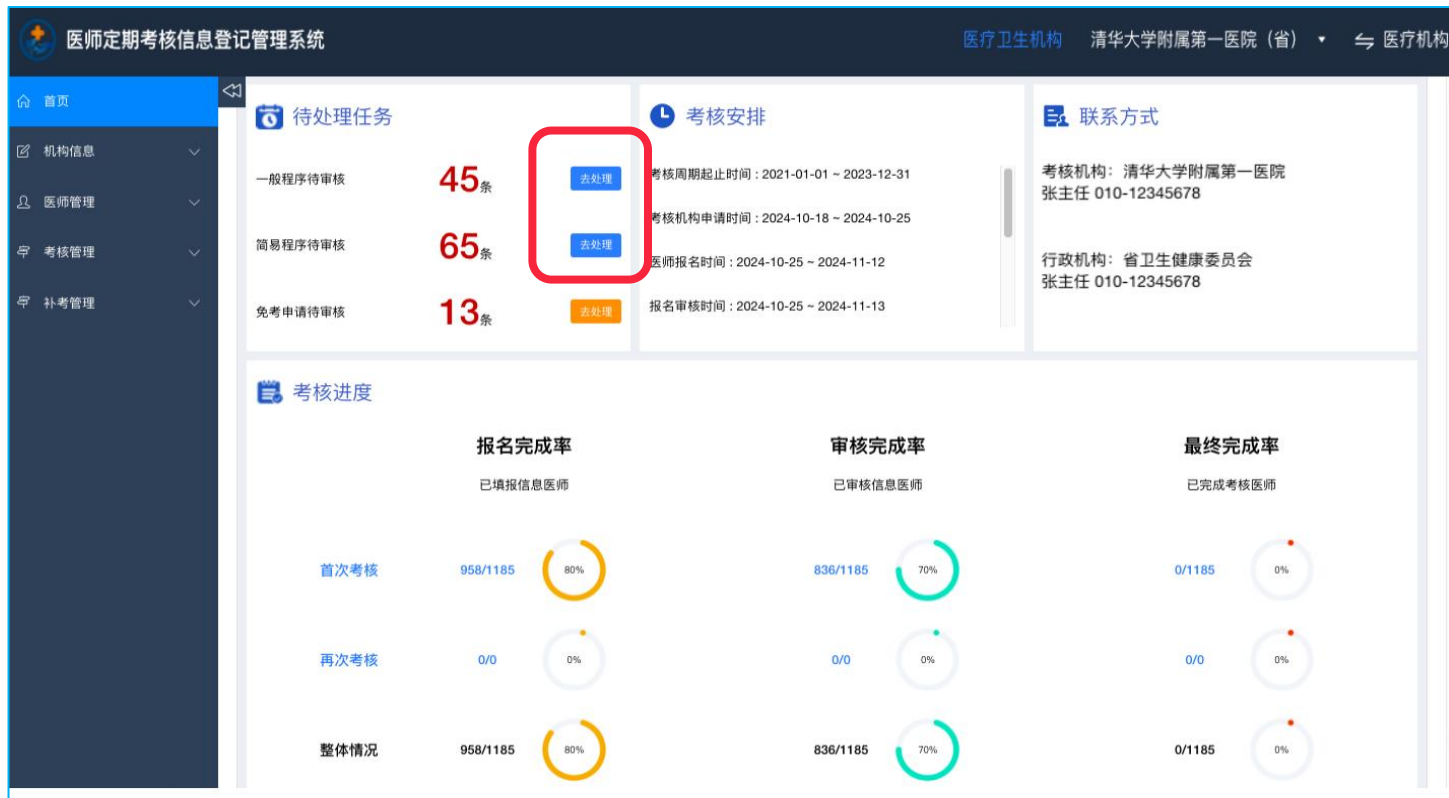 医师定期考核信息登记管理系统
医疗卫生机构 清华大学附属第一医院（省） 医疗机构
首页
机构信息
医师管理
考核管理
补考管理
待处理任务
一般程序待审核 45条 去处理
简易程序待审核 65条 去处理
免考申请待审核 13条 去处理
考核安排
考核周期起止时间 : 2021-01-01 ~ 2023-12-31
考核机构申请时间 : 2024-10-18 ~ 2024-10-25
医师报名时间 : 2024-10-25 ~ 2024-11-12
报名审核时间 : 2024-10-25 ~ 2024-11-13
联系方式
考核机构：清华大学附属第一医院
张主任 010-12345678
行政机构：省卫生健康委员会
张主任 010-12345678
考核进度
报名完成率 审核完成率 最终完成率
已填报信息医师 已审核信息医师 已完成考核医师
首次考核 958/1185 80% 836/1185 70% 0/1185 0%
再次考核 0/0 0% 0/0 0% 0/0 0%
整体情况 958/1185 80% 836/1185 70% 0/1185 0%